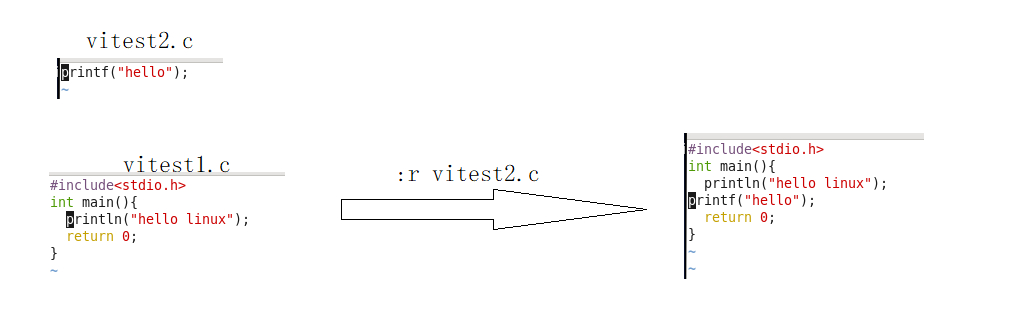 vitest2.c
printf("hello");
~
vitest1.c
#include<stdio.h>
int main(){
  println("hello linux");
  return 0;
}
~
:r vitest2.c
#include<stdio.h>
int main(){
  println("hello linux");
printf("hello");
  return 0;
}
~
~